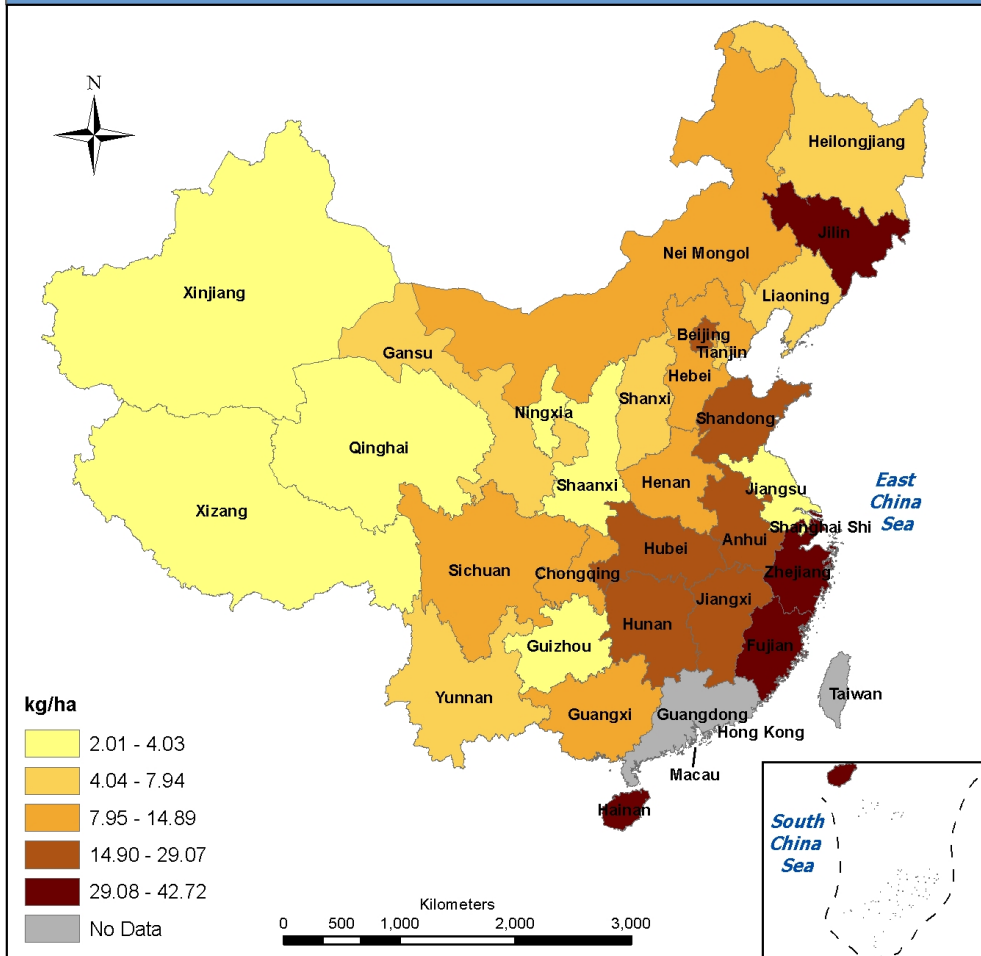 N
Heilongjiang
Jilin
Nei Mongol
Xinjiang
Liaoning
Beijing
Tianjin
Gansu
Hebei
Shanxi
Ningxia
Shandong
Qinghai
Shaanxi
Henan
Jiangsu
East
China
Sea
Xizang
Shanghai Shi
Anhui
Hubei
Sichuan
Chongqing
Zhejiang
Jiangxi
Hunan
Guizhou
Fujian
Yunnan
Taiwan
kg/ha
Guangxi
Guangdong
Hong Kong
2.01 - 4.03
Macau
4.04 - 7.94
Hainan
7.95 - 14.89
South
China
Sea
14.90 - 29.07
29.08 - 42.72
Kilometers
No Data
0 500 1,000 2,000 3,000